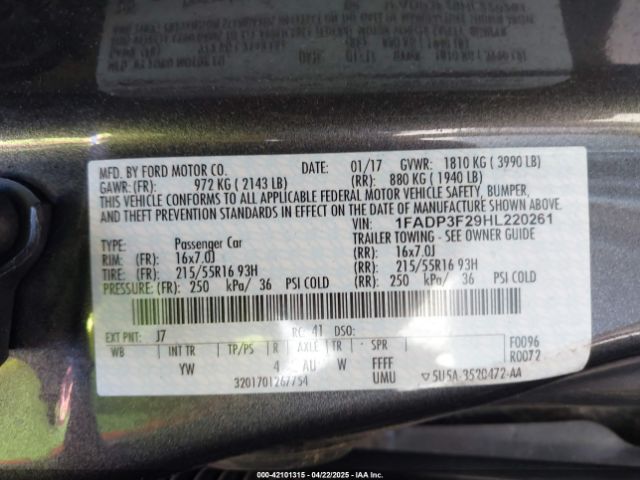 MFD. BY FORD MOTOR CO. DATE: 01/17 GVWR: 1810 KG ( 3990 LB)
GAWR: (FR): 972 KG ( 2143 LB) (RR): 880 KG ( 1940 LB)
THIS VEHICLE CONFORMS TO ALL APPLICABLE FEDERAL MOTOR VEHICLE SAFETY, BUMPER,
AND THEFT PREVENTION STANDARDS IN EFFECT ON THE DATE OF MANUFACTURE SHOWN ABOVE.
VIN: 1FADP3F29HL220261
TYPE: Passenger Car TRAILER TOWING - SEE OWNER GUIDE
RIM: (FR): 16x7.0J (RR): 16x7.0J
TIRE: (FR): 215/55R16 93H (RR): 215/55R16 93H
PRESSURE: (FR): 250 kPa/ 36 PSI COLD (RR): 250 kPa/ 36 PSI COLD
EXT PNT: J7 RC: 41 DSO: F0096
WB INT TR TP/PS R AXLE TR SPR R0072
YW 4 AU W FFFF
3201701267754 UMU 5U5A-3520472-AA
000-42101315 - 04/22/2025 - IAAI.COM